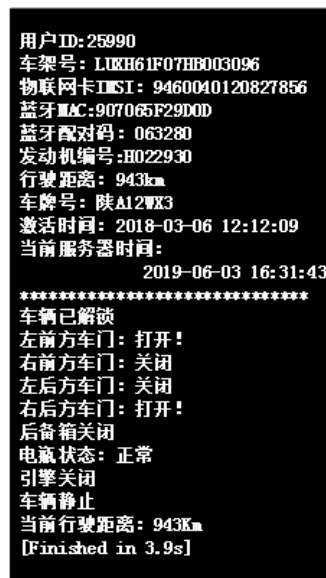 用户ID:25990
车架号: LUXH61F07HB003096
物联网卡IMSI: 9460040120827856
蓝牙MAC:907065F29D0D
蓝牙配对码: 063280
发动机编号:H022930
行驶距离: 943km
车牌号: 陕A12WX3
激活时间: 2018-03-06 12:12:09
当前服务器时间:
2019-06-03 16:31:43
******************************
车辆已解锁
左前方车门: 打开!
右前方车门: 关闭
左后方车门: 关闭
右后方车门: 打开!
后备箱关闭
电瓶状态: 正常
引擎关闭
车辆静止
当前行驶距离: 943Km
[Finished in 3.9s]